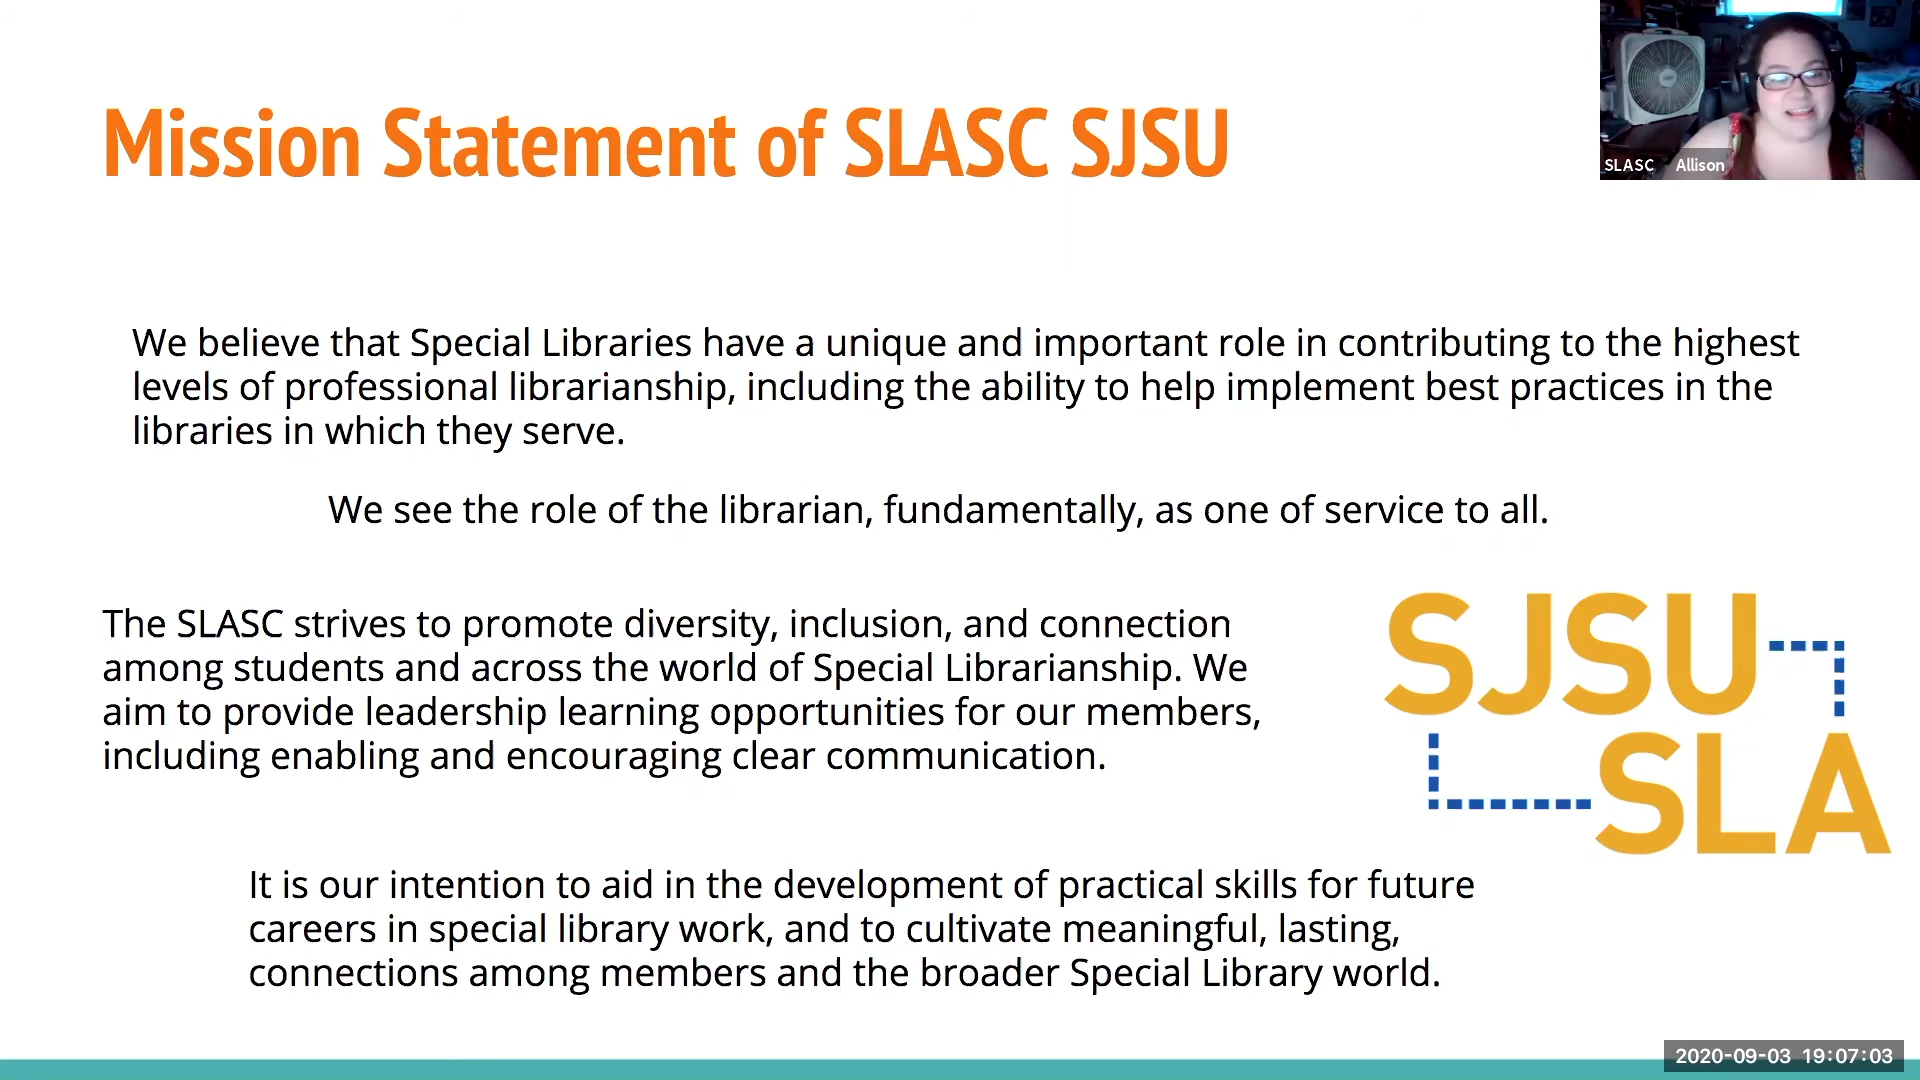 Mission Statement of SLASC SJSU
SLASC Allison
We believe that Special Libraries have a unique and important role in contributing to the highest
levels of professional librarianship, including the ability to help implement best practices in the
libraries in which they serve.
We see the role of the librarian, fundamentally, as one of service to all.
The SLASC strives to promote diversity, inclusion, and connection
among students and across the world of Special Librarianship. We
aim to provide leadership learning opportunities for our members,
including enabling and encouraging clear communication.
SJSU
SLA
It is our intention to aid in the development of practical skills for future
careers in special library work, and to cultivate meaningful, lasting,
connections among members and the broader Special Library world.
2020-09-03 19:07:03